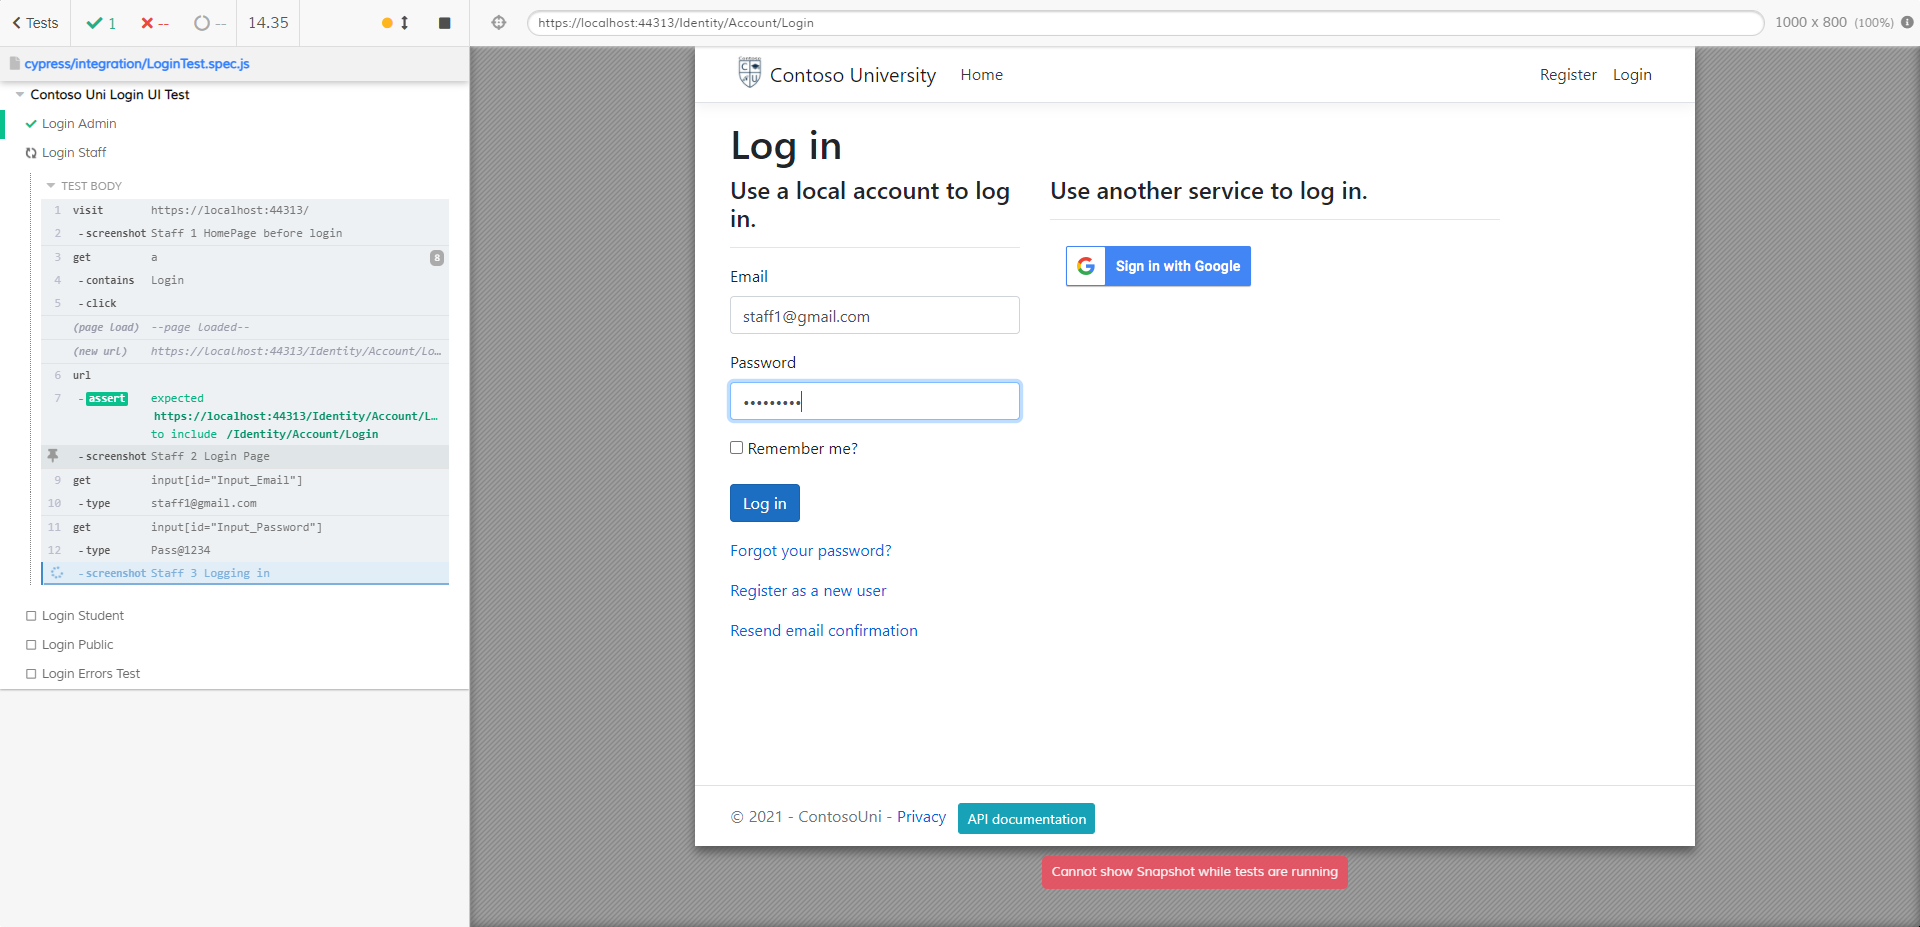 Tests
1
--
--
14.35
https://localhost:44313/Identity/Account/Login
1000 x 800 (100%)
cypress/integration/LoginTest.spec.js
Contoso Uni Login UI Test
Login Admin
Login Staff
TEST BODY
1 visit https://localhost:44313/
2 -screenshot Staff 1 HomePage before login
3 get a 8
4 -contains Login
5 -click
(page load) --page loaded--
(new url) https://localhost:44313/Identity/Account/Lo…
6 url
7 -assert expected
https://localhost:44313/Identity/Account/L…
to include /Identity/Account/Login
-screenshot Staff 2 Login Page
9 get input[id="Input_Email"]
10 -type staff1@gmail.com
11 get input[id="Input_Password"]
12 -type Pass@1234
-screenshot Staff 3 Logging in
Login Student
Login Public
Login Errors Test
Contoso University Home Register Login
Log in
Use a local account to log
in.
Email
staff1@gmail.com
Password
•••••••••
Remember me?
Log in
Forgot your password?
Register as a new user
Resend email confirmation
Use another service to log in.
Sign in with Google
© 2021 - ContosoUni - Privacy API documentation
Cannot show Snapshot while tests are running